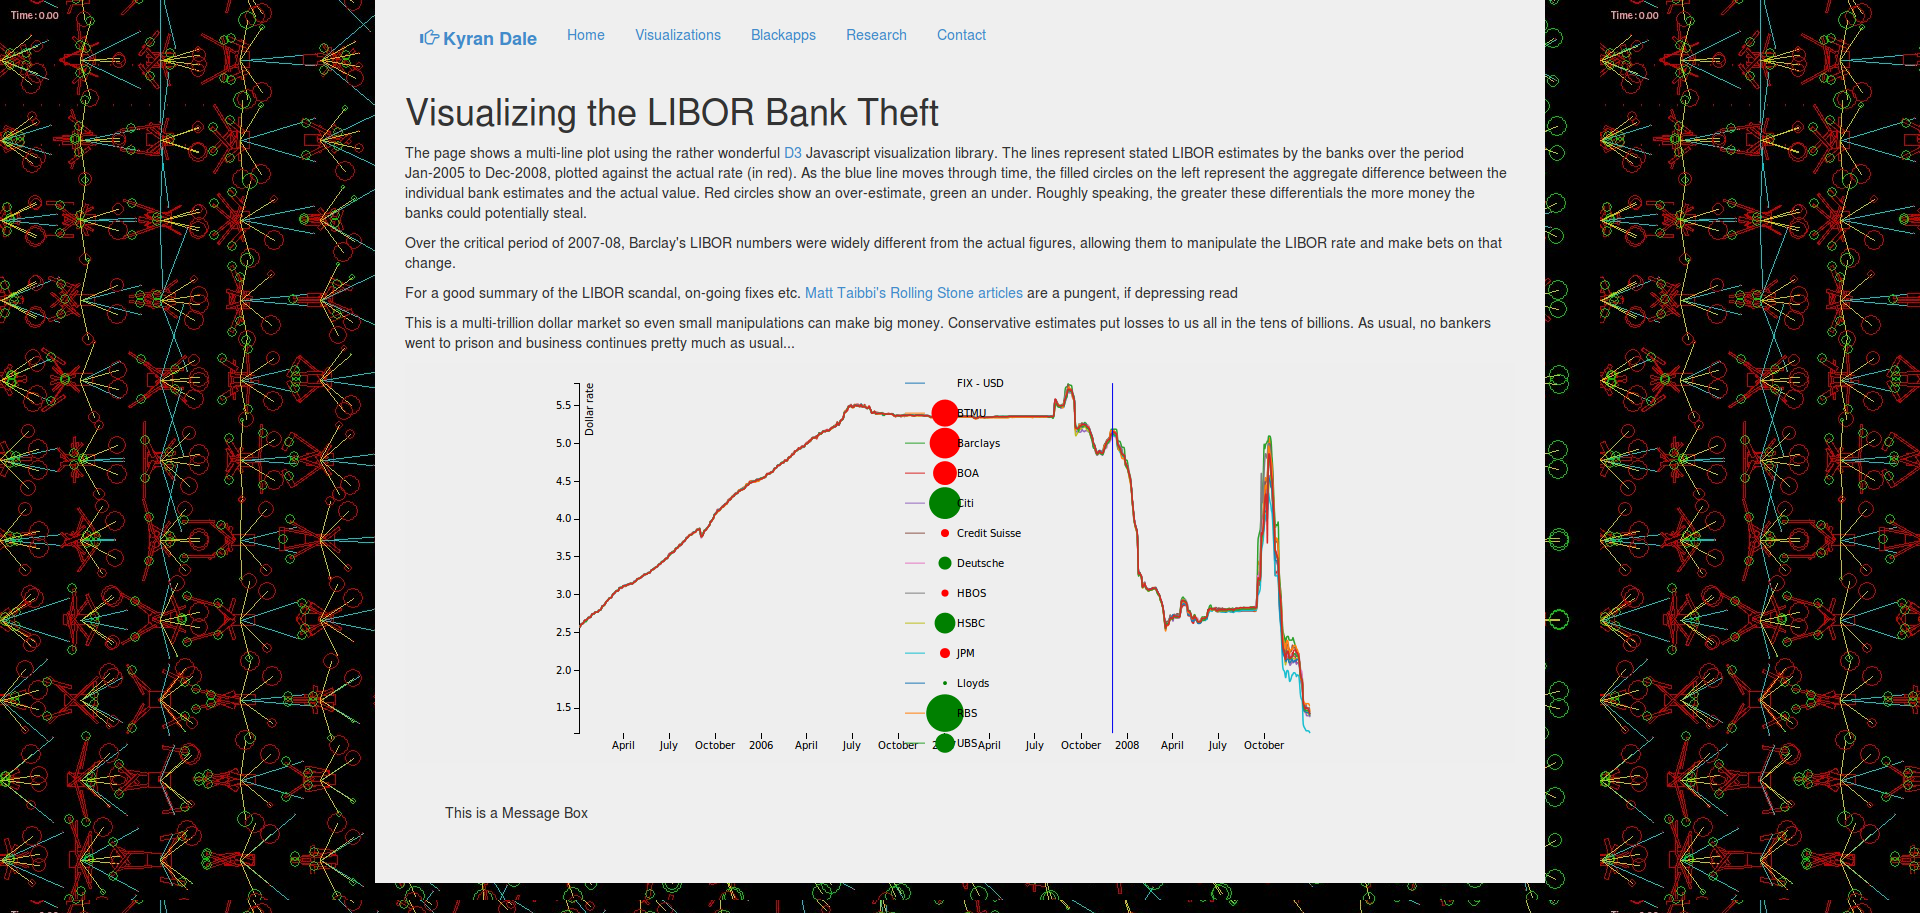 Time : 0.00
Time : 0.00
Kyran Dale Home Visualizations Blackapps Research Contact
Visualizing the LIBOR Bank Theft
The page shows a multi-line plot using the rather wonderful D3 Javascript visualization library. The lines represent stated LIBOR estimates by the banks over the period
Jan-2005 to Dec-2008, plotted against the actual rate (in red). As the blue line moves through time, the filled circles on the left represent the aggregate difference between the
individual bank estimates and the actual value. Red circles show an over-estimate, green an under. Roughly speaking, the greater these differentials the more money the
banks could potentially steal.
Over the critical period of 2007-08, Barclay's LIBOR numbers were widely different from the actual figures, allowing them to manipulate the LIBOR rate and make bets on that
change.
For a good summary of the LIBOR scandal, on-going fixes etc. Matt Taibbi's Rolling Stone articles are a pungent, if depressing read
This is a multi-trillion dollar market so even small manipulations can make big money. Conservative estimates put losses to us all in the tens of billions. As usual, no bankers
went to prison and business continues pretty much as usual...
Dollar rate
5.5
5.0
4.5
4.0
3.5
3.0
2.5
2.0
1.5
FIX - USD
BTMU
Barclays
BOA
Citi
Credit Suisse
Deutsche
HBOS
HSBC
JPM
Lloyds
RBS
UBS
April July October 2006 April July October April July October 2008 April July October
This is a Message Box